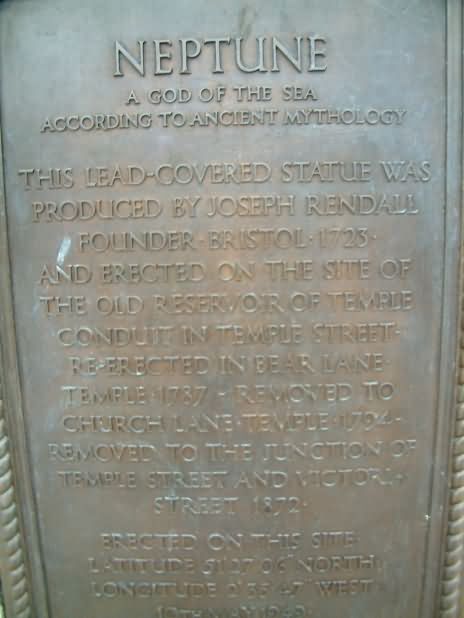 NEPTUNE
A GOD OF THE SEA
ACCORDING TO ANCIENT MYTHOLOGY
THIS LEAD-COVERED STATUE WAS
PRODUCED BY JOSEPH RENDALL
FOUNDER·BRISTOL·1723·
AND ERECTED ON THE SITE OF
THE OLD RESERVOIR OF TEMPLE
CONDUIT IN TEMPLE STREET·
RE-ERECTED IN BEAR LANE·
TEMPLE·1787·REMOVED TO
CHURCH LANE·TEMPLE·1794·
REMOVED TO THE JUNCTION OF
TEMPLE STREET AND VICTORIA
STREET 1872·
ERECTED ON THIS SITE·
LATITUDE 51 27 06 NORTH
LONGITUDE 2 35 47 WEST
MAY 1949·